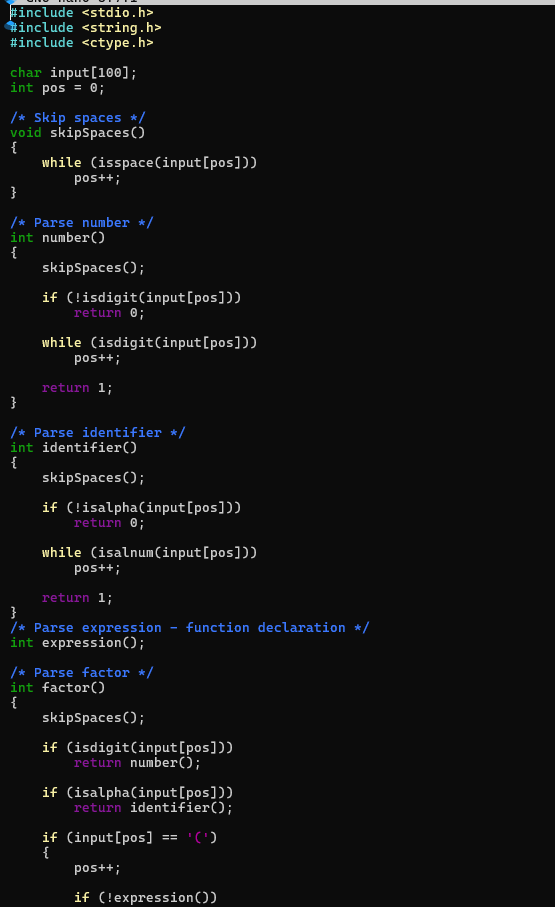 #include <stdio.h>
#include <string.h>
#include <ctype.h>
char input[100];
int pos = 0;
/* Skip spaces */
void skipSpaces()
{
    while (isspace(input[pos]))
        pos++;
}
/* Parse number */
int number()
{
    skipSpaces();
    if (!isdigit(input[pos]))
        return 0;
    while (isdigit(input[pos]))
        pos++;
    return 1;
}
/* Parse identifier */
int identifier()
{
    skipSpaces();
    if (!isalpha(input[pos]))
        return 0;
    while (isalnum(input[pos]))
        pos++;
    return 1;
}
/* Parse expression - function declaration */
int expression();
/* Parse factor */
int factor()
{
    skipSpaces();
    if (isdigit(input[pos]))
        return number();
    if (isalpha(input[pos]))
        return identifier();
    if (input[pos] == '(')
    {
        pos++;
        if (!expression())